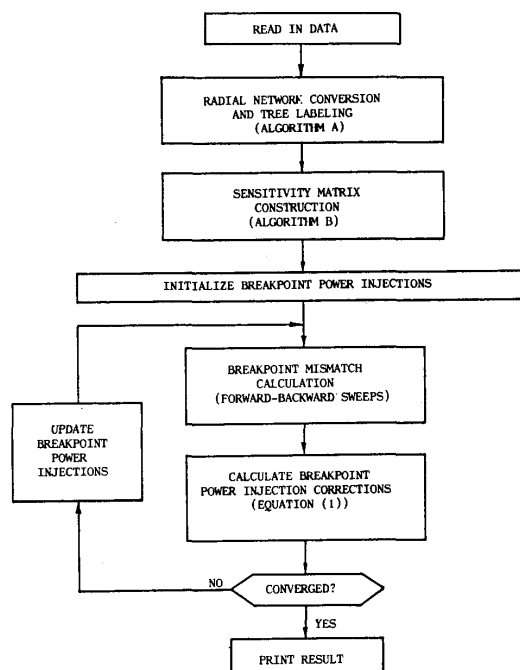 READ IN DATA
RADIAL NETWORK CONVERSION
AND TREE LABELING
(ALGORITHM A)
SENSITIVITY MATRIX
CONSTRUCTION
(ALGORITHM B)
INITIALIZE BREAKPOINT POWER INJECTIONS
BREAKPOINT MISMATCH
CALCULATION
(FORWARD-BACKWARD SWEEPS)
UPDATE
BREAKPOINT
POWER
INJECTIONS
CALCULATE BREAKPOINT
POWER INJECTION CORRECTIONS
(EQUATION (1))
NO
CONVERGED?
YES
PRINT RESULT